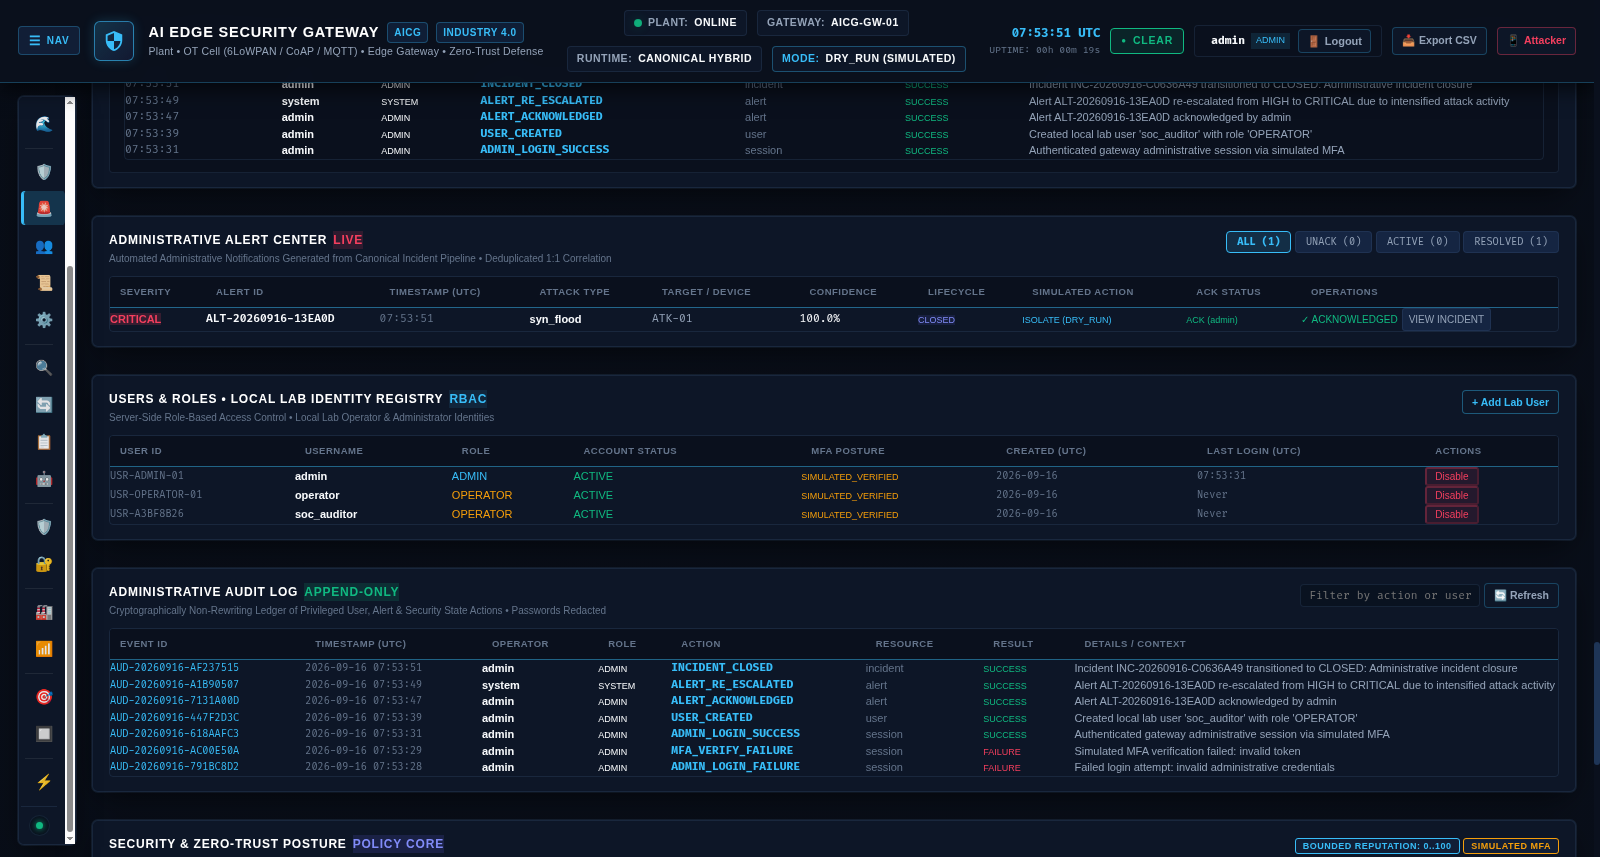 ☰ NAV
AI EDGE SECURITY GATEWAY AICG INDUSTRY 4.0
Plant • OT Cell (6LoWPAN / CoAP / MQTT) • Edge Gateway • Zero-Trust Defense
PLANT: ONLINE GATEWAY: AICG-GW-01
RUNTIME: CANONICAL HYBRID MODE: DRY_RUN (SIMULATED)
07:53:51 UTC
UPTIME: 00h 00m 19s
• CLEAR
admin ADMIN Logout
Export CSV
Attacker
07:53:51 admin ADMIN INCIDENT_CLOSED incident SUCCESS Incident INC-20260916-C0636A49 transitioned to CLOSED: Administrative incident closure
07:53:49 system SYSTEM ALERT_RE_ESCALATED alert SUCCESS Alert ALT-20260916-13EA0D re-escalated from HIGH to CRITICAL due to intensified attack activity
07:53:47 admin ADMIN ALERT_ACKNOWLEDGED alert SUCCESS Alert ALT-20260916-13EA0D acknowledged by admin
07:53:39 admin ADMIN USER_CREATED user SUCCESS Created local lab user 'soc_auditor' with role 'OPERATOR'
07:53:31 admin ADMIN ADMIN_LOGIN_SUCCESS session SUCCESS Authenticated gateway administrative session via simulated MFA
ADMINISTRATIVE ALERT CENTER LIVE
ALL (1) UNACK (0) ACTIVE (0) RESOLVED (1)
Automated Administrative Notifications Generated from Canonical Incident Pipeline • Deduplicated 1:1 Correlation
SEVERITY ALERT ID TIMESTAMP (UTC) ATTACK TYPE TARGET / DEVICE CONFIDENCE LIFECYCLE SIMULATED ACTION ACK STATUS OPERATIONS
CRITICAL ALT-20260916-13EA0D 07:53:51 syn_flood ATK-01 100.0% CLOSED ISOLATE (DRY_RUN) ACK (admin) ✓ ACKNOWLEDGED VIEW INCIDENT
USERS & ROLES • LOCAL LAB IDENTITY REGISTRY RBAC
+ Add Lab User
Server-Side Role-Based Access Control • Local Lab Operator & Administrator Identities
USER ID USERNAME ROLE ACCOUNT STATUS MFA POSTURE CREATED (UTC) LAST LOGIN (UTC) ACTIONS
USR-ADMIN-01 admin ADMIN ACTIVE SIMULATED_VERIFIED 2026-09-16 07:53:31 Disable
USR-OPERATOR-01 operator OPERATOR ACTIVE SIMULATED_VERIFIED 2026-09-16 Never Disable
USR-A3BF8B26 soc_auditor OPERATOR ACTIVE SIMULATED_VERIFIED 2026-09-16 Never Disable
ADMINISTRATIVE AUDIT LOG APPEND-ONLY
Filter by action or user Refresh
Cryptographically Non-Rewriting Ledger of Privileged User, Alert & Security State Actions • Passwords Redacted
EVENT ID TIMESTAMP (UTC) OPERATOR ROLE ACTION RESOURCE RESULT DETAILS / CONTEXT
AUD-20260916-AF237515 2026-09-16 07:53:51 admin ADMIN INCIDENT_CLOSED incident SUCCESS Incident INC-20260916-C0636A49 transitioned to CLOSED: Administrative incident closure
AUD-20260916-A1B90507 2026-09-16 07:53:49 system SYSTEM ALERT_RE_ESCALATED alert SUCCESS Alert ALT-20260916-13EA0D re-escalated from HIGH to CRITICAL due to intensified attack activity
AUD-20260916-7131A00D 2026-09-16 07:53:47 admin ADMIN ALERT_ACKNOWLEDGED alert SUCCESS Alert ALT-20260916-13EA0D acknowledged by admin
AUD-20260916-447F2D3C 2026-09-16 07:53:39 admin ADMIN USER_CREATED user SUCCESS Created local lab user 'soc_auditor' with role 'OPERATOR'
AUD-20260916-618AAFC3 2026-09-16 07:53:31 admin ADMIN ADMIN_LOGIN_SUCCESS session SUCCESS Authenticated gateway administrative session via simulated MFA
AUD-20260916-AC00E50A 2026-09-16 07:53:29 admin ADMIN MFA_VERIFY_FAILURE session FAILURE Simulated MFA verification failed: invalid token
AUD-20260916-791BC8D2 2026-09-16 07:53:28 admin ADMIN ADMIN_LOGIN_FAILURE session FAILURE Failed login attempt: invalid administrative credentials
SECURITY & ZERO-TRUST POSTURE POLICY CORE
BOUNDED REPUTATION: 0..100 SIMULATED MFA